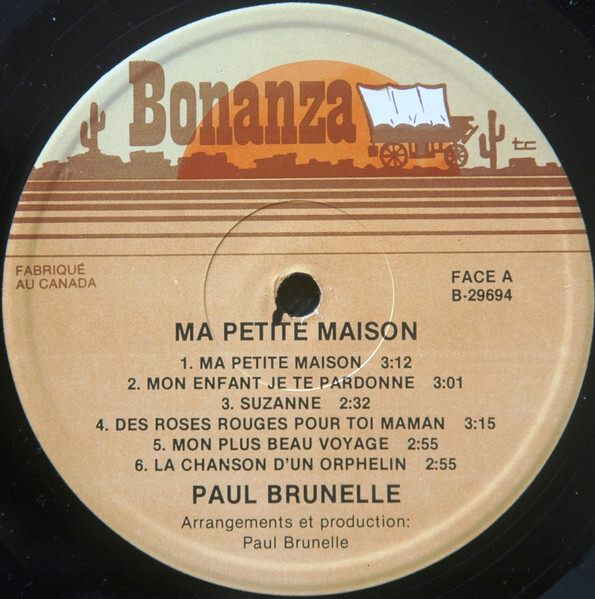 Bonanza
tc
FABRIQUÉ
AU CANADA
FACE A
B-29694
MA PETITE MAISON
1. MA PETITE MAISON 3:12
2. MON ENFANT JE TE PARDONNE 3:01
3. SUZANNE 2:32
4. DES ROSES ROUGES POUR TOI MAMAN 3:15
5. MON PLUS BEAU VOYAGE 2:55
6. LA CHANSON D'UN ORPHELIN 2:55
PAUL BRUNELLE
Arrangements et production:
Paul Brunelle